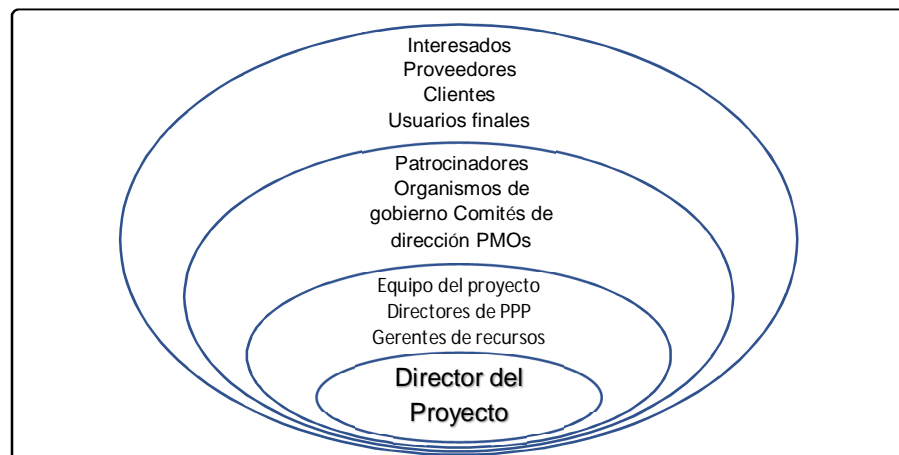 Interesados
Proveedores
Clientes
Usuarios finales
Patrocinadores
Organismos de
gobierno Comités de
dirección PMOs
Equipo del proyecto
Directores de PPP
Gerentes de recursos
Director del
Proyecto